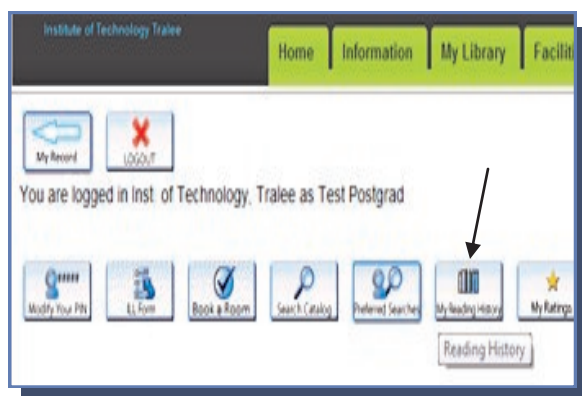 Institute of Technology Tralee
Home Information My Library Faciliti
My Record LOGOUT
You are logged in Inst. of Technology, Tralee as Test Postgrad
Modify Your PIN ILL Form Book a Room Search Catalog Preferred Searches My Reading History My Ratings
Reading History